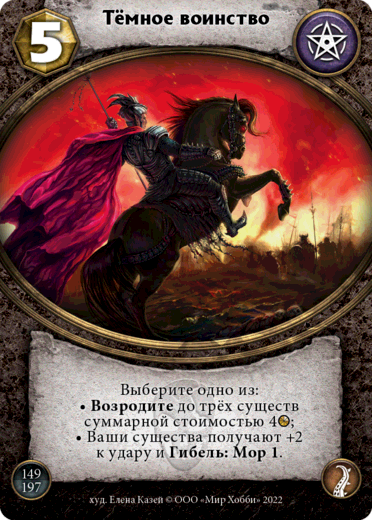 5
Тёмное воинство
Выберите одно из:
• Возродите до трёх существ
суммарной стоимостью 4;
• Ваши существа получают +2
к удару и Гибель: Мор 1.
149
197
худ. Елена Казей © ООО «Мир Хобби» 2022